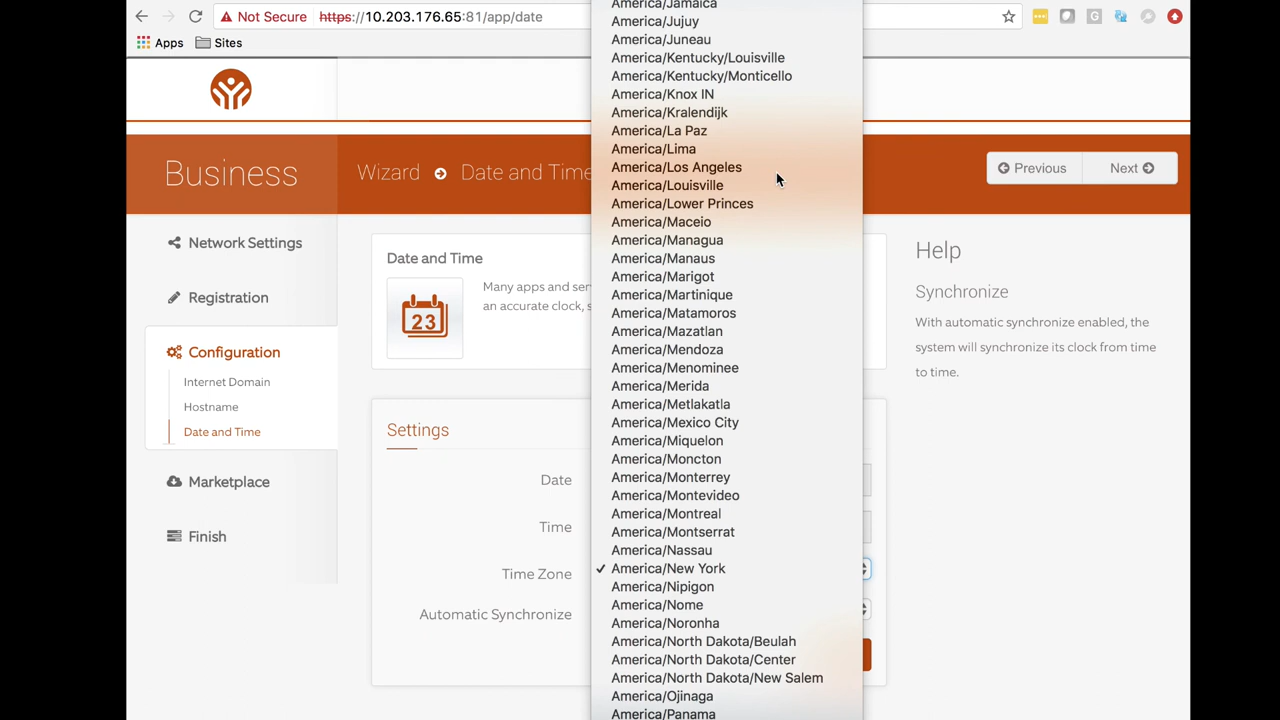 Not Secure https://10.203.176.65:81/app/date
Apps Sites
Business
Wizard Date and Time
Previous Next
Network Settings
Registration
Configuration
Internet Domain
Hostname
Date and Time
Marketplace
Finish
Date and Time
23
Many apps and
an accurate clock,
Settings
Date
Time
Time Zone
Automatic Synchronize
America/Jamaica
America/Jujuy
America/Juneau
America/Kentucky/Louisville
America/Kentucky/Monticello
America/Knox IN
America/Kralendijk
America/La Paz
America/Lima
America/Los Angeles
America/Louisville
America/Lower Princes
America/Maceio
America/Managua
America/Manaus
America/Marigot
America/Martinique
America/Matamoros
America/Mazatlan
America/Mendoza
America/Menominee
America/Merida
America/Metlakatla
America/Mexico City
America/Miquelon
America/Moncton
America/Monterrey
America/Montevideo
America/Montreal
America/Montserrat
America/Nassau
✓ America/New York
America/Nipigon
America/Nome
America/Noronha
America/North Dakota/Beulah
America/North Dakota/Center
America/North Dakota/New Salem
America/Ojinaga
America/Panama
Help
Synchronize
With automatic synchronize enabled, the
system will synchronize its clock from time
to time.